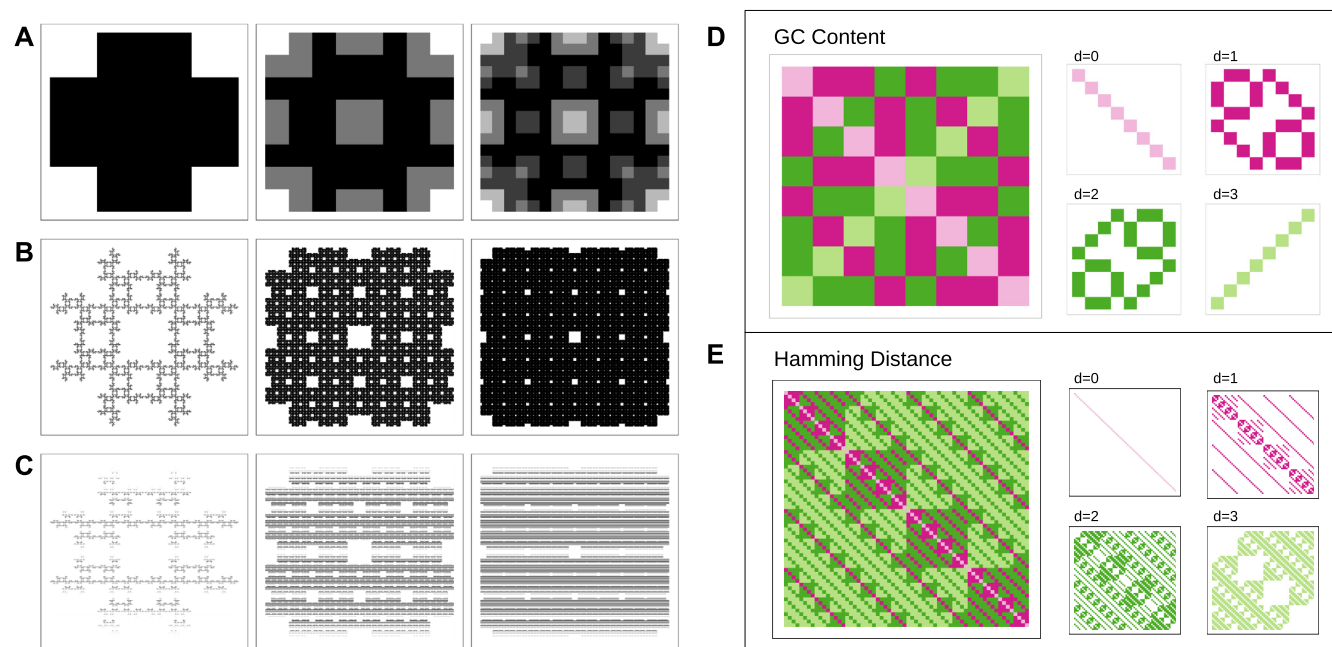 A
B
C
D
GC Content
d=0
d=1
d=2
d=3
E
Hamming Distance
d=0
d=1
d=2
d=3